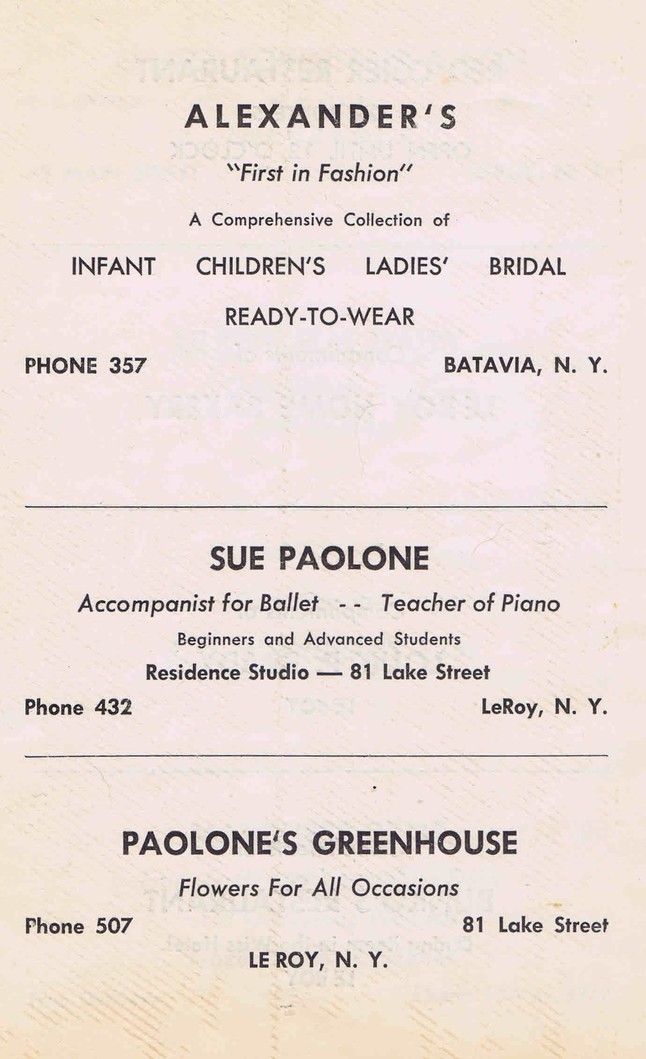 ALEXANDER'S
"First in Fashion"
A Comprehensive Collection of
INFANT CHILDREN'S LADIES' BRIDAL
READY-TO-WEAR
PHONE 357 BATAVIA, N. Y.
SUE PAOLONE
Accompanist for Ballet - - Teacher of Piano
Beginners and Advanced Students
Residence Studio — 81 Lake Street
Phone 432 LeRoy, N. Y.
PAOLONE'S GREENHOUSE
Flowers For All Occasions
Phone 507 81 Lake Street
LE ROY, N. Y.